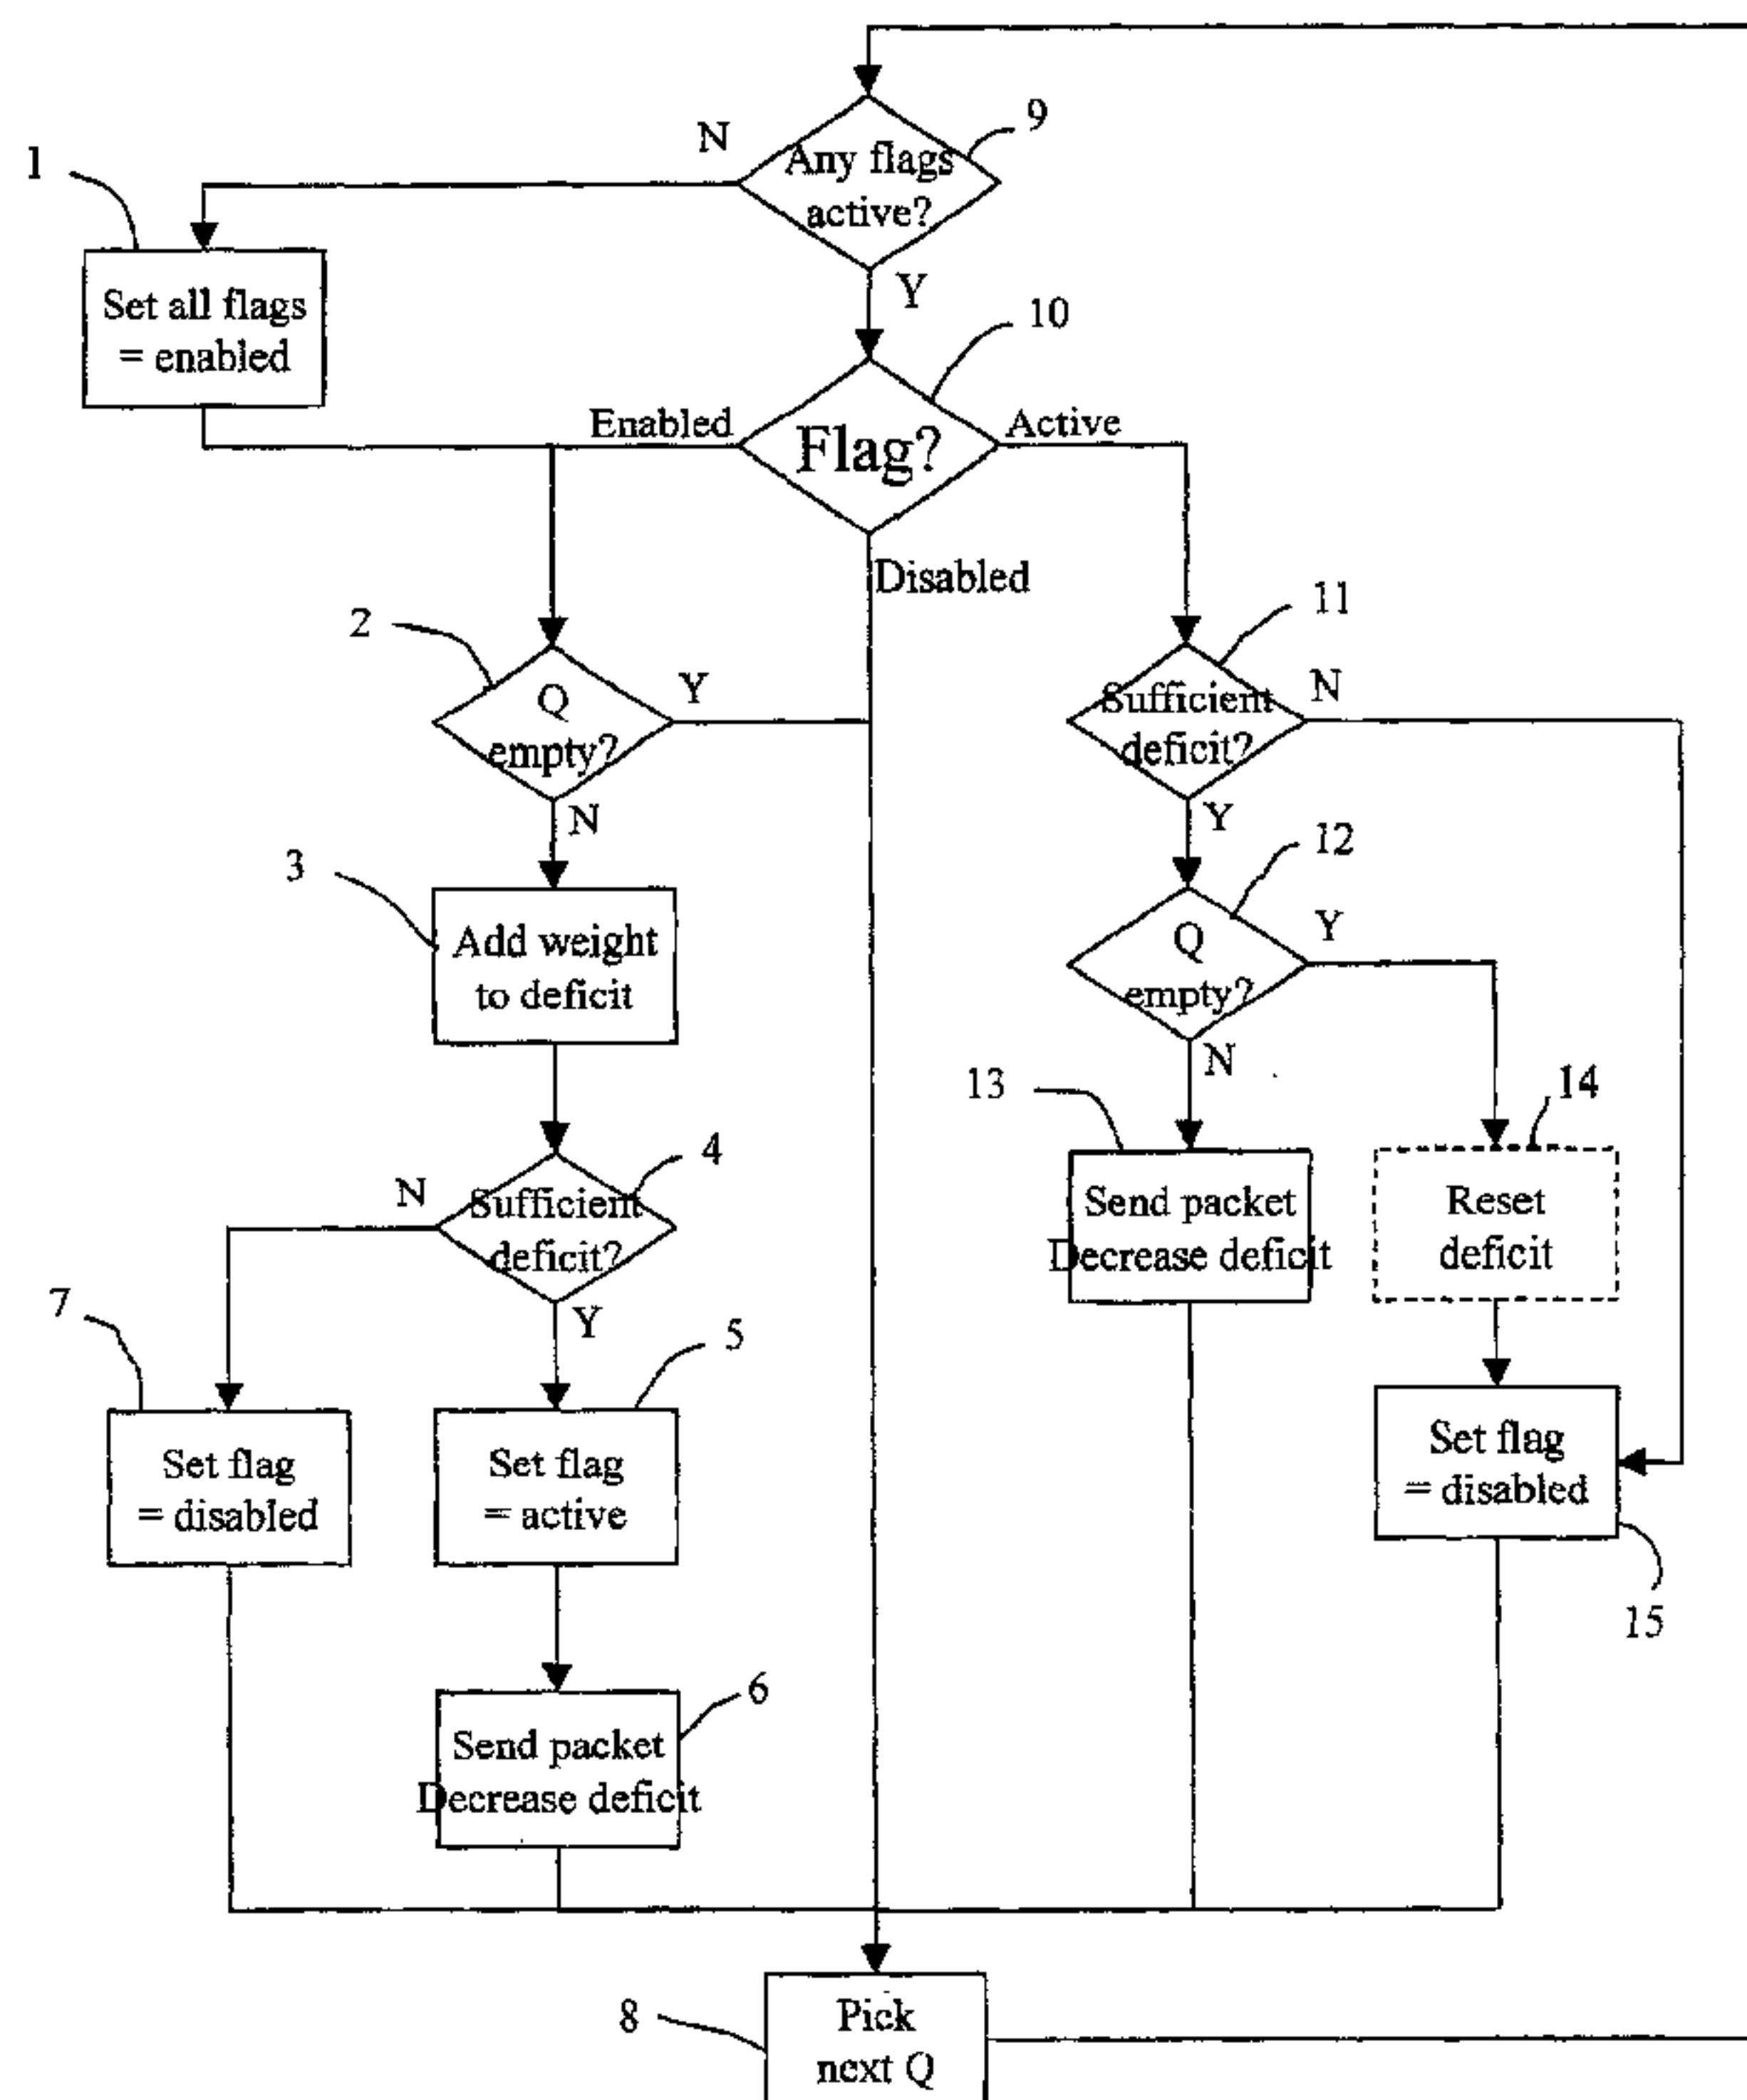 9
N
Any flags
active?
1
Y
Set all flags
= enabled
10
Enabled
Flag?
Active
Disabled
2
Q
empty?
Y
N
11
Sufficient
deficit?
N
Y
3
Add weight
to deficit
12
Q
empty?
Y
N
4
N
Sufficient
deficit?
Y
13
Send packet
Decrease deficit
14
Reset
deficit
7
Set flag
= disabled
5
Set flag
= active
Set flag
= disabled
15
6
Send packet
Decrease deficit
8
Pick
next Q